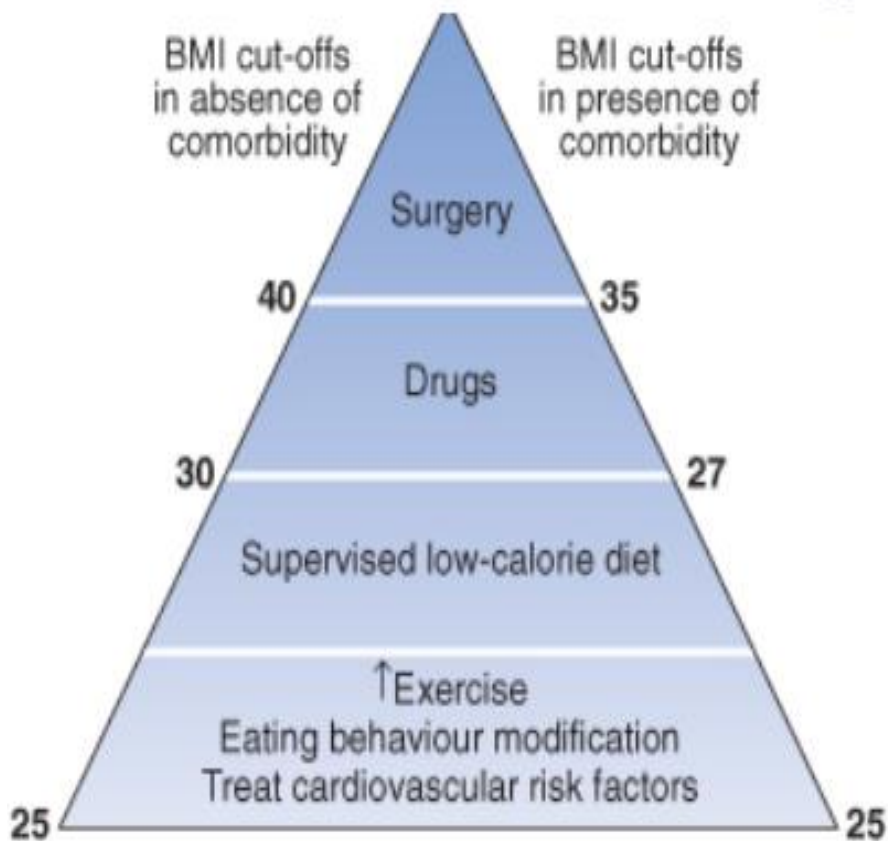 BMI cut-offs
in absence of
comorbidity
BMI cut-offs
in presence of
comorbidity
Surgery
40
35
Drugs
30
27
Supervised low-calorie diet
↑Exercise
Eating behaviour modification
Treat cardiovascular risk factors
25
25